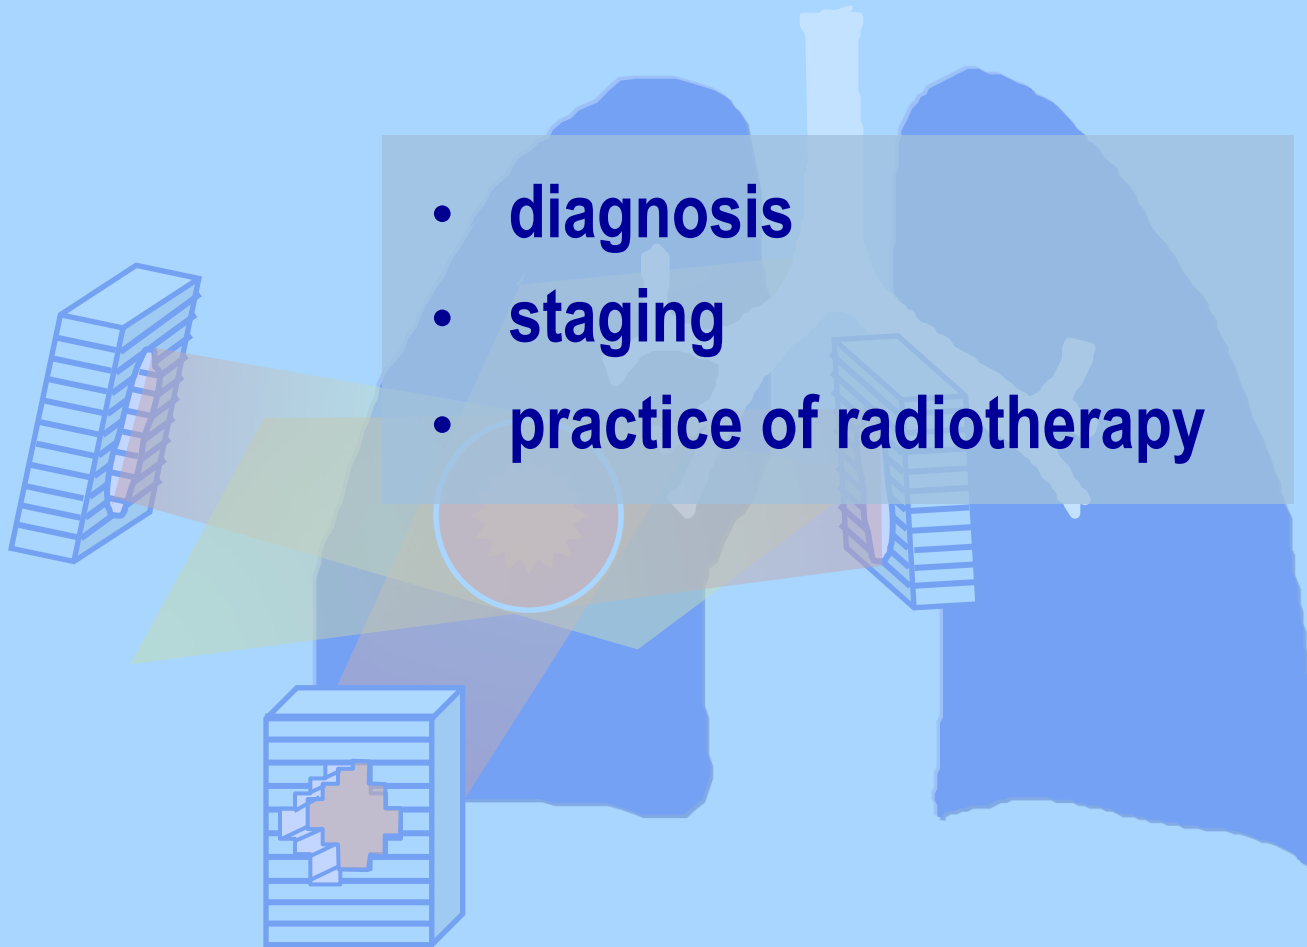 • diagnosis
• staging
• practice of radiotherapy